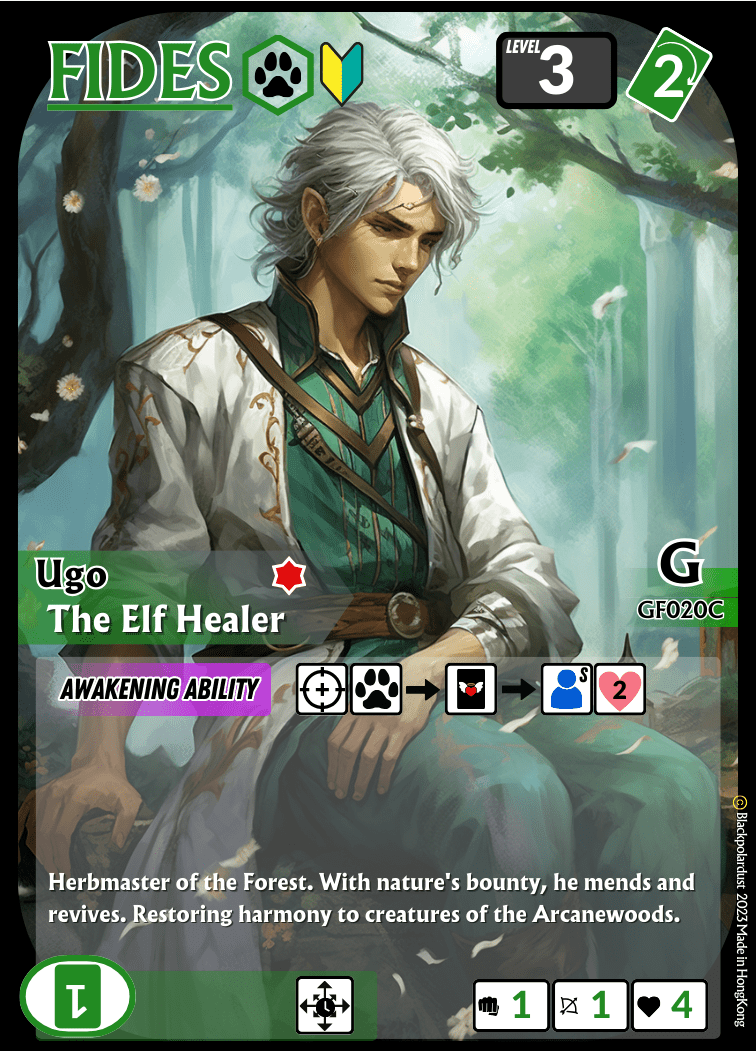 FIDES
LEVEL 3
2
Ugo
The Elf Healer
G
GF020C
AWAKENING ABILITY
S
2
Herbmaster of the Forest. With nature's bounty, he mends and
revives. Restoring harmony to creatures of the Arcanewoods.
1
1
1
4
© Blackpolardust 2023 Made in HongKong